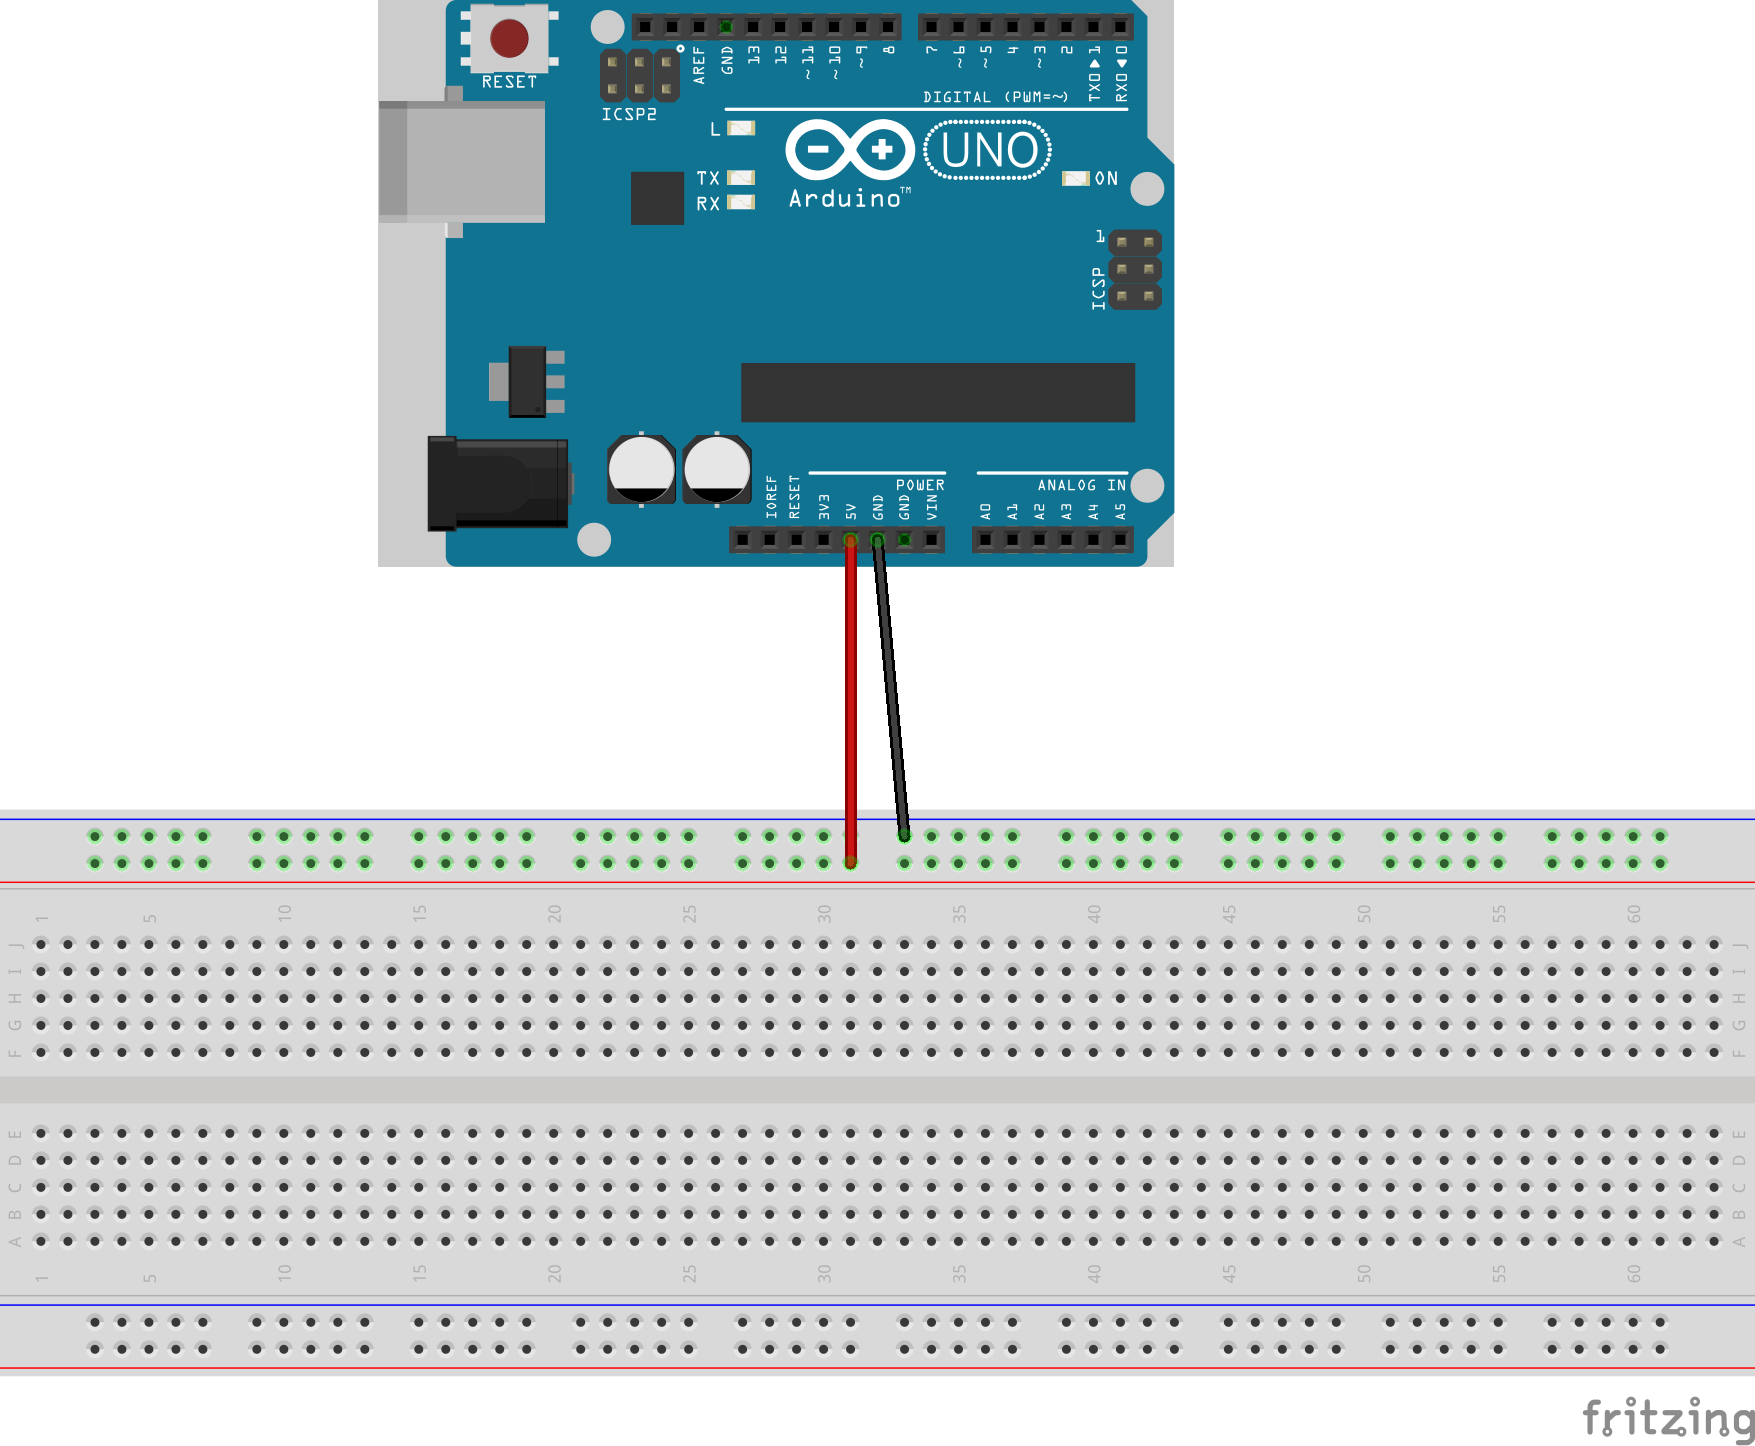 RESET
ICSP2
AREF GND 13 12 ~11 ~10 ~9 8 7 ~6 ~5 4 ~3 2 TX0▶1 RX0◀0
DIGITAL (PWM=~)
L
TX
RX
UNO
Arduino™
ON
1
ICSP
POWER
ANALOG IN
IOREF RESET 3V3 5V GND GND VIN A0 A1 A2 A3 A4 A5
1 5 10 15 20 25 30 35 40 45 50 55 60
J J
I I
H H
G G
F F
E E
D D
C C
B B
A A
1 5 10 15 20 25 30 35 40 45 50 55 60
fritzing